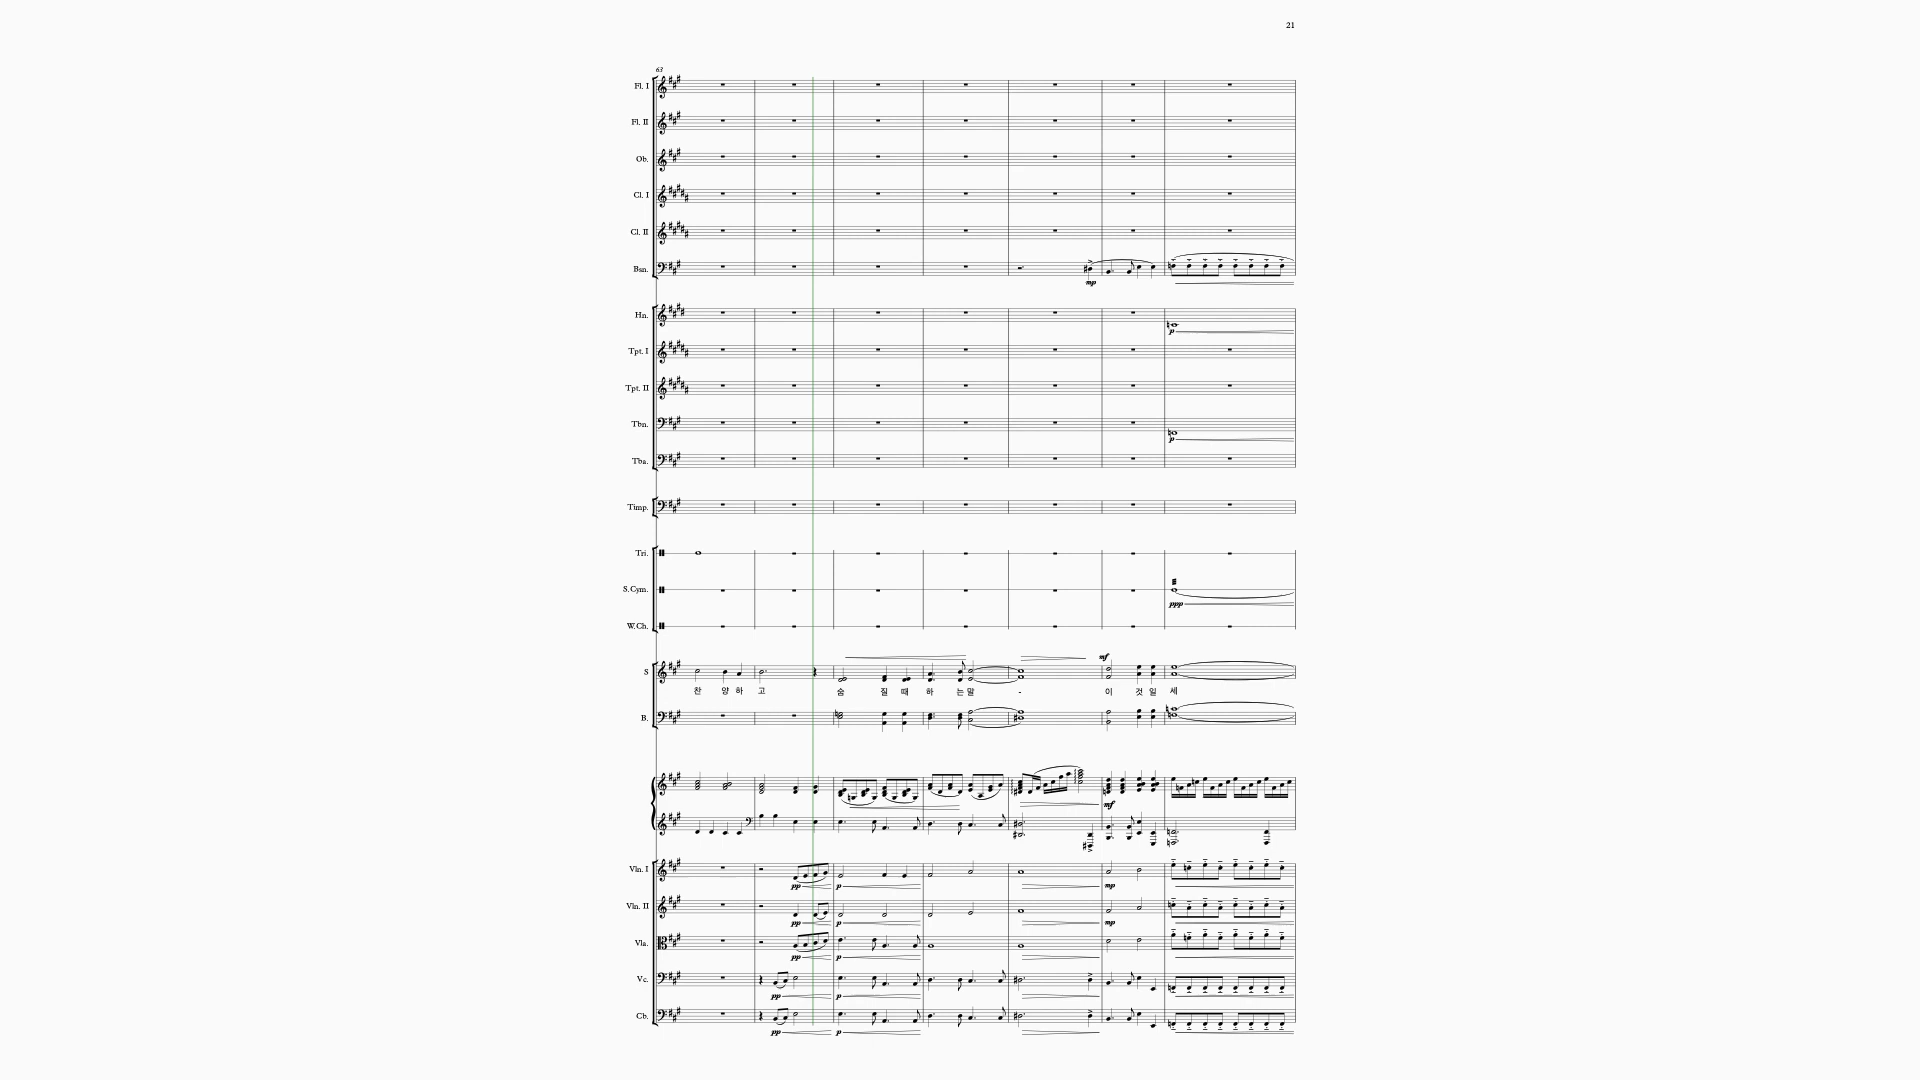 21
63
Fl. I
Fl. II
Ob.
Cl. I
Cl. II
Bsn.
mp
Hn.
p
Tpt. I
Tpt. II
Tbn.
p
Tba.
Timp.
Tri.
S. Cym.
ppp
W.Ch.
mf
S
찬 양 하 고 숨 질 때 하 는 말 - 이 것 일 세
B.
mf
Vln. I
pp p mp
Vln. II
pp p mp
Vla.
pp p
Vc.
pp p
Cb.
pp p